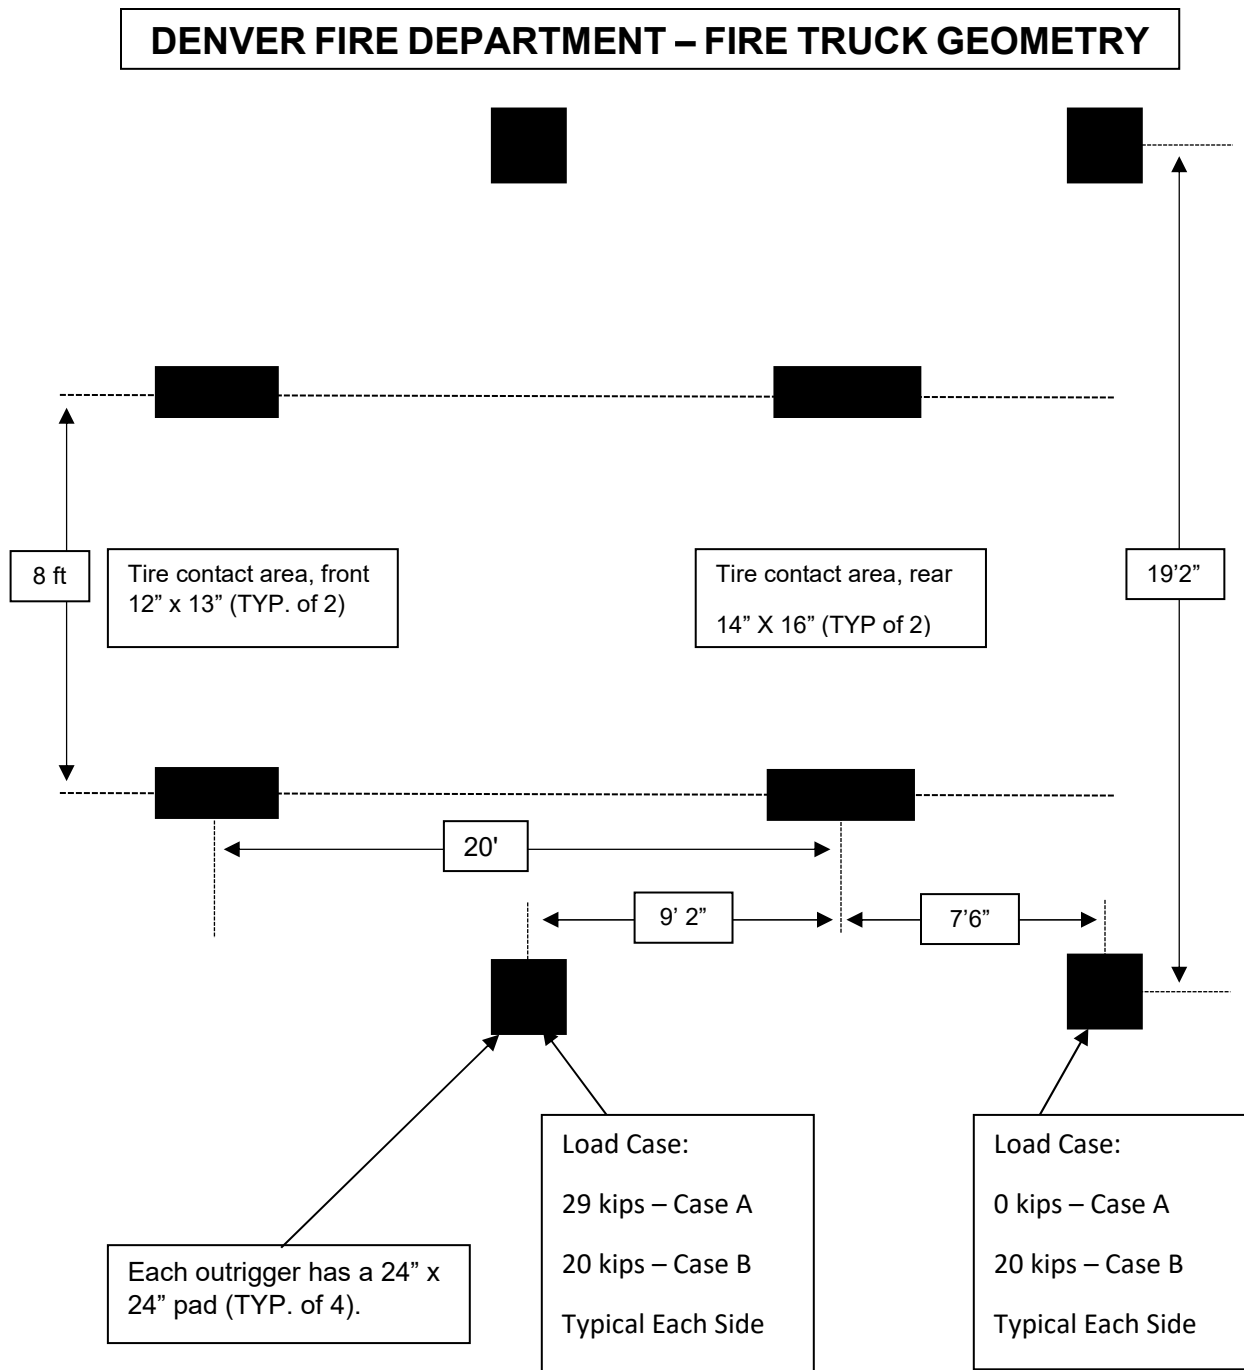 DENVER FIRE DEPARTMENT – FIRE TRUCK GEOMETRY
8 ft
Tire contact area, front
12” x 13” (TYP. of 2)
Tire contact area, rear
14” X 16” (TYP of 2)
19’2”
20'
9’ 2”
7’6”
Each outrigger has a 24” x
24” pad (TYP. of 4).
Load Case:
29 kips – Case A
20 kips – Case B
Typical Each Side
Load Case:
0 kips – Case A
20 kips – Case B
Typical Each Side